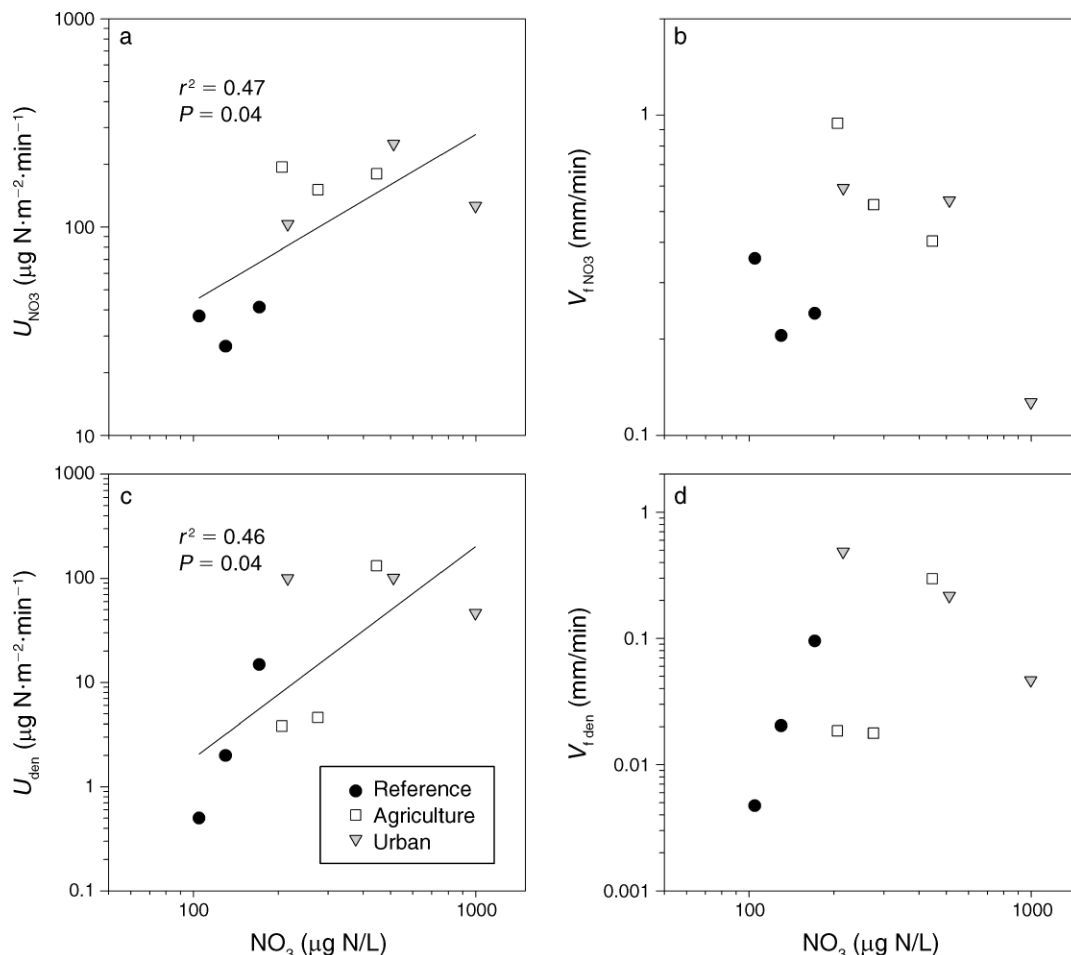 a
r² = 0.47
P = 0.04
1000
100
10
U_NO3 (μg N·m⁻²·min⁻¹)
b
1
0.1
V_f NO3 (mm/min)
c
r² = 0.46
P = 0.04
1000
100
10
1
0.1
U_den (μg N·m⁻²·min⁻¹)
Reference
Agriculture
Urban
100
1000
NO₃ (μg N/L)
d
1
0.1
0.01
0.001
V_f den (mm/min)
100
1000
NO₃ (μg N/L)